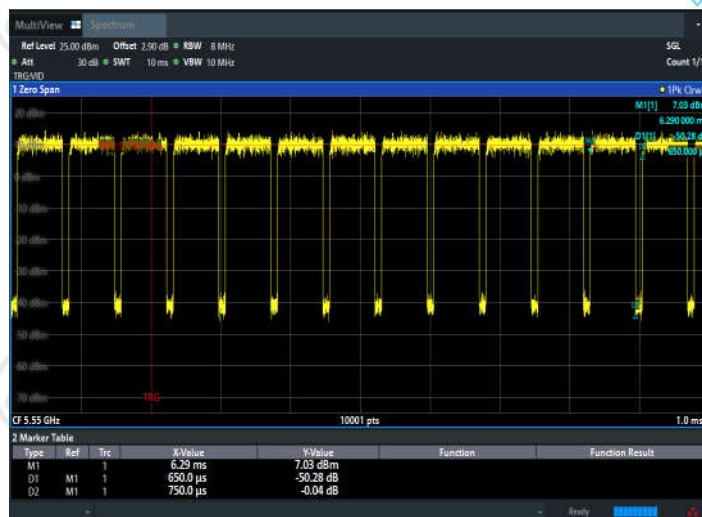 MultiView Spectrum
Ref Level 25.00 dBm Offset 2.90 dB RBW 8 MHz SGL
Att 30 dB SWT 10 ms VBW 10 MHz Count 1/1
TRG:VID
1 Zero Span 1Pk Clrw
M1[1] 7.03 dBm
20 dBm
6.290 000 m
D1[1] -50.28 d
650.000 µ
0 dBm
-10 dBm
-20 dBm
-30 dBm
-40 dBm
-50 dBm
-60 dBm
-70 dBm
TRG
CF 5.55 GHz 10001 pts 1.0 ms
2 Marker Table
Type Ref Trc X-Value Y-Value Function Function Result
M1 1 6.29 ms 7.03 dBm
D1 M1 1 650.0 µs -50.28 dB
D2 M1 1 750.0 µs -0.04 dB
Ready